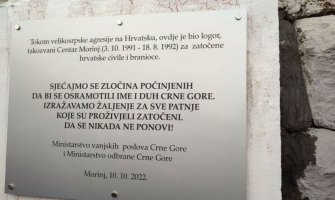 Tokom velikosrpske agresije na Hrvatsku, ovdje je bio logor,
takozvani Centar Morinj (3. 10. 1991 - 18. 8. 1992) za zatočene
hrvatske civile i branioce.
SJEĆAJMO SE ZLOČINA POČINJENIH
DA BI SE OSRAMOTILI IME I DUH CRNE GORE.
IZRAŽAVAMO ŽALJENJE ZA SVE PATNJE
KOJE SU PROŽIVJELI ZATOČENI.
DA SE NIKADA NE PONOVI!
Ministarstvo vanjskih poslova Crne Gore
i Ministarstvo odbrane Crne Gore
Morinj, 10. 10. 2022.